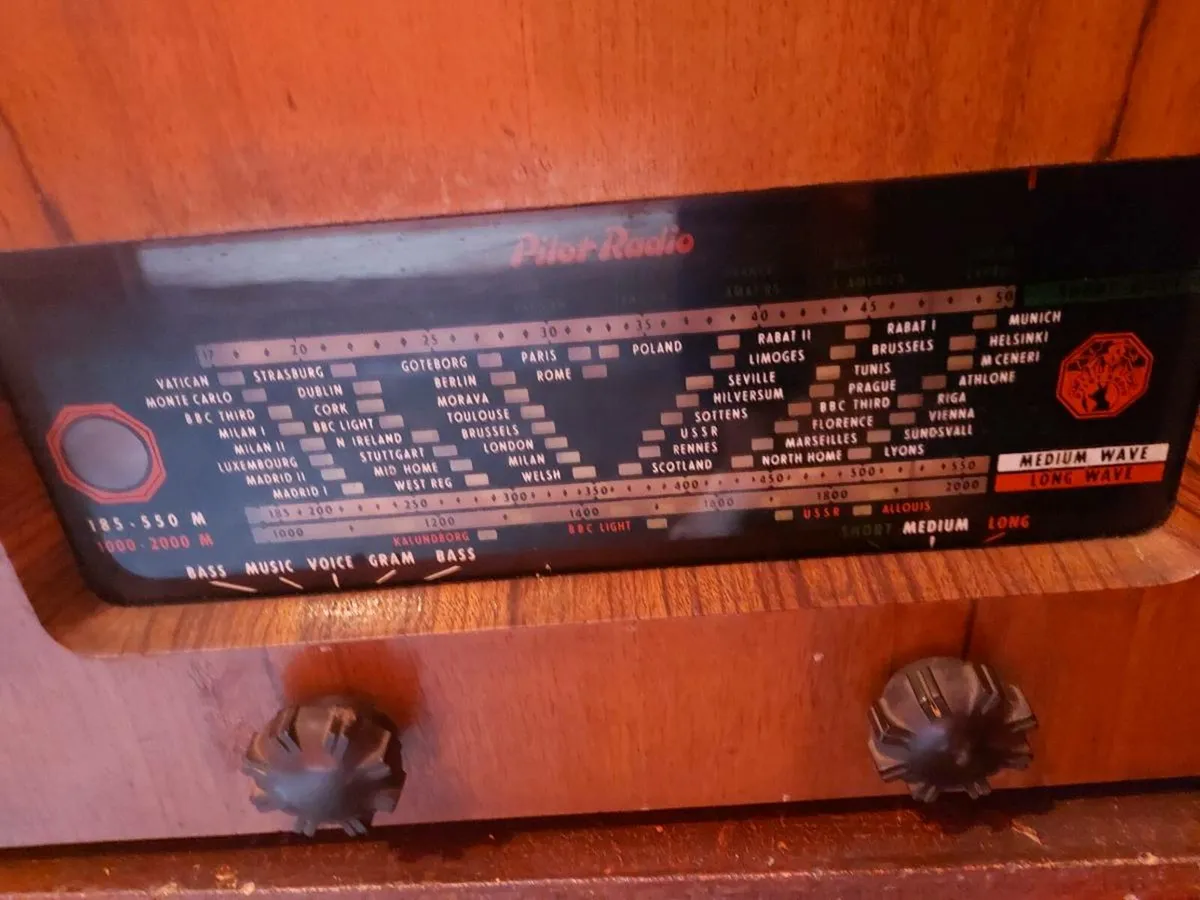 Pilot Radio
17 20 25 30 35 40 45 50
VATICAN STRASBURG GOTEBORG PARIS POLAND RABAT II RABAT I MUNICH
MONTE CARLO DUBLIN BERLIN ROME LIMOGES BRUSSELS HELSINKI
BBC THIRD CORK MORAVA SEVILLE TUNIS M CENERI
MILAN I BBC LIGHT TOULOUSE HILVERSUM PRAGUE ATHLONE
MILAN II N IRELAND BRUSSELS SOTTENS BBC THIRD RIGA
LUXEMBOURG STUTTGART LONDON USSR FLORENCE VIENNA
MADRID II MID HOME MILAN RENNES MARSEILLES SUNDSVALL
MADRID I WEST REG WELSH SCOTLAND NORTH HOME LYONS
185 200 250 300 350 400 450 500 550
1000 1200 1400 1600 1800 2000
MEDIUM WAVE
LONG WAVE
KALUNDBORG BBC LIGHT USSR ALLOUIS
185-550 M
1000-2000 M
SHORT MEDIUM LONG
BASS MUSIC VOICE GRAM BASS